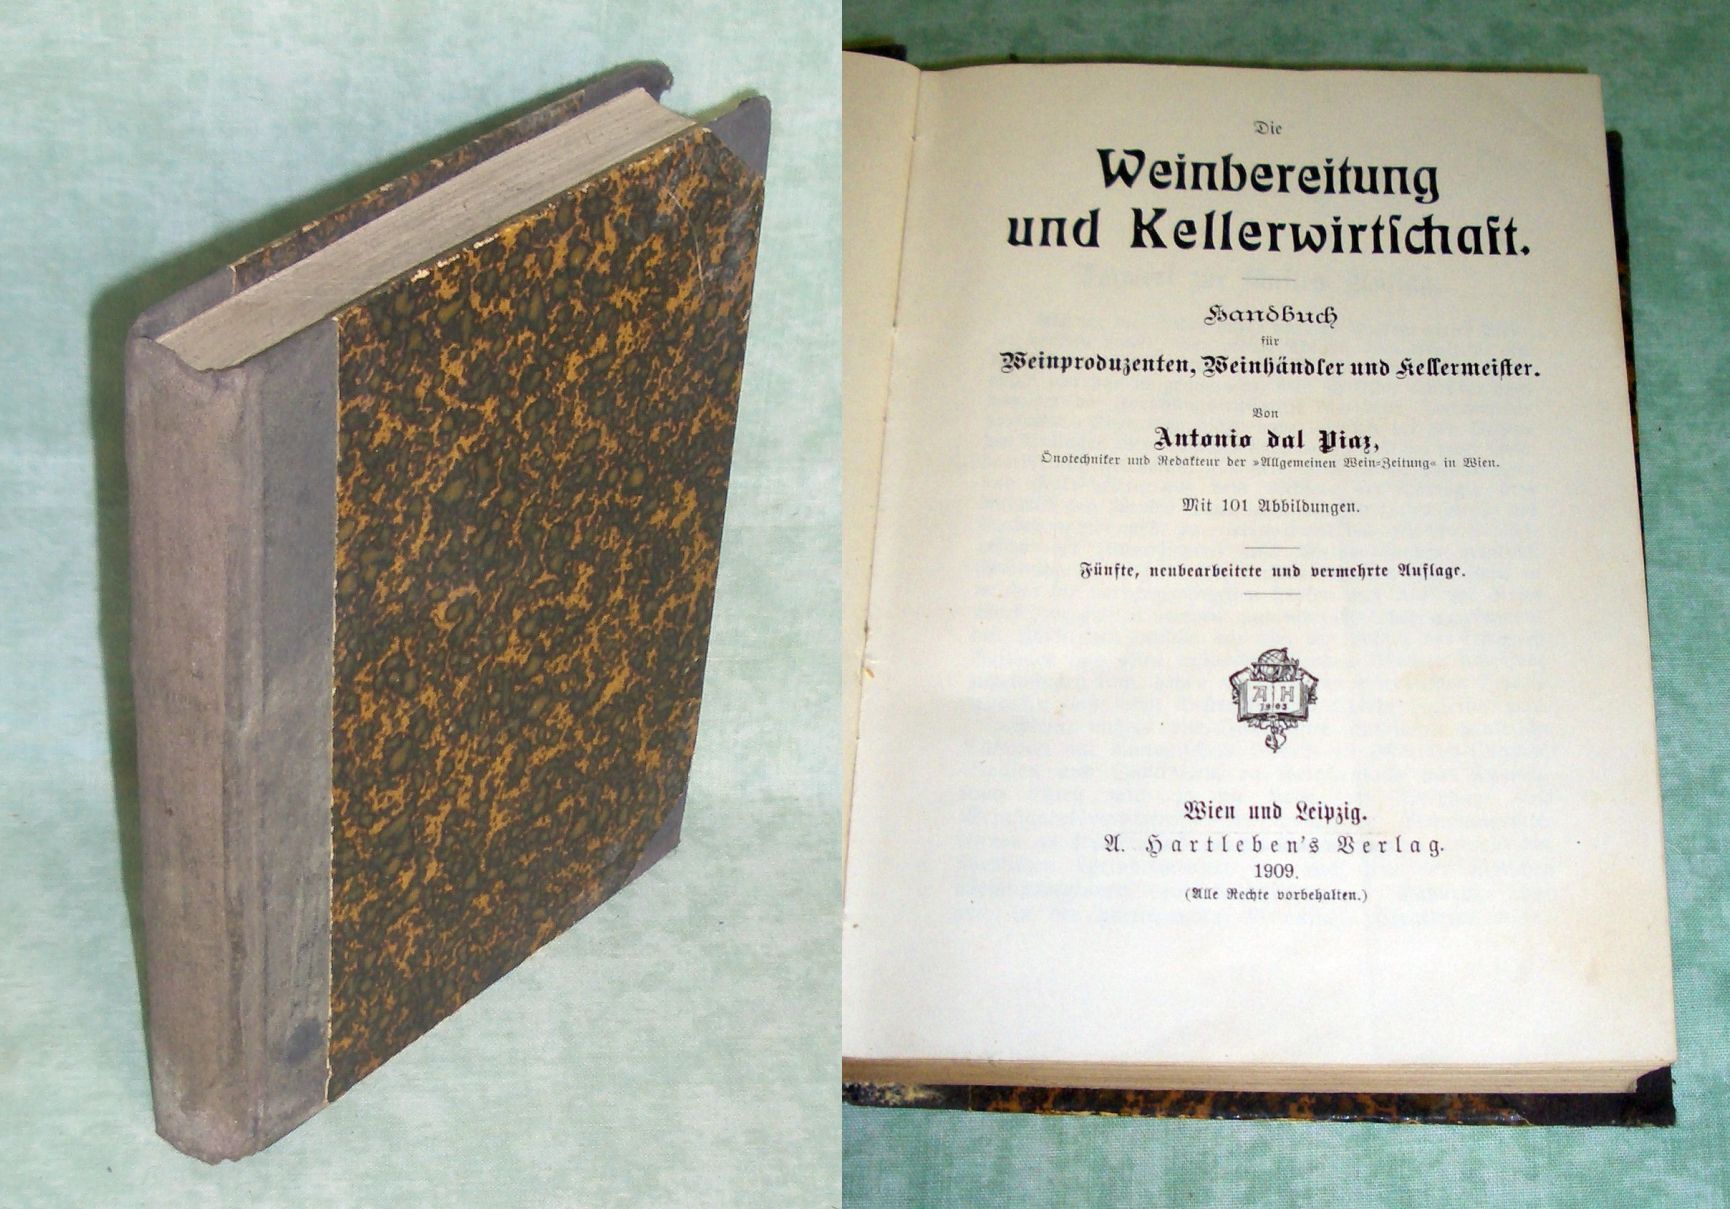 Die
Weinbereitung
und Kellerwirtſchaft.
Handbuch
für
Weinproduzenten, Weinhändler und Kellermeiſter.
Von
Antonio dal Piaz,
Önotechniker und Redakteur der »Allgemeinen Wein-Zeitung« in Wien.
Mit 101 Abbildungen.
Fünfte, neubearbeitete und vermehrte Auflage.
A H
1803
Wien und Leipzig.
A. Hartleben's Verlag.
1909.
(Alle Rechte vorbehalten.)